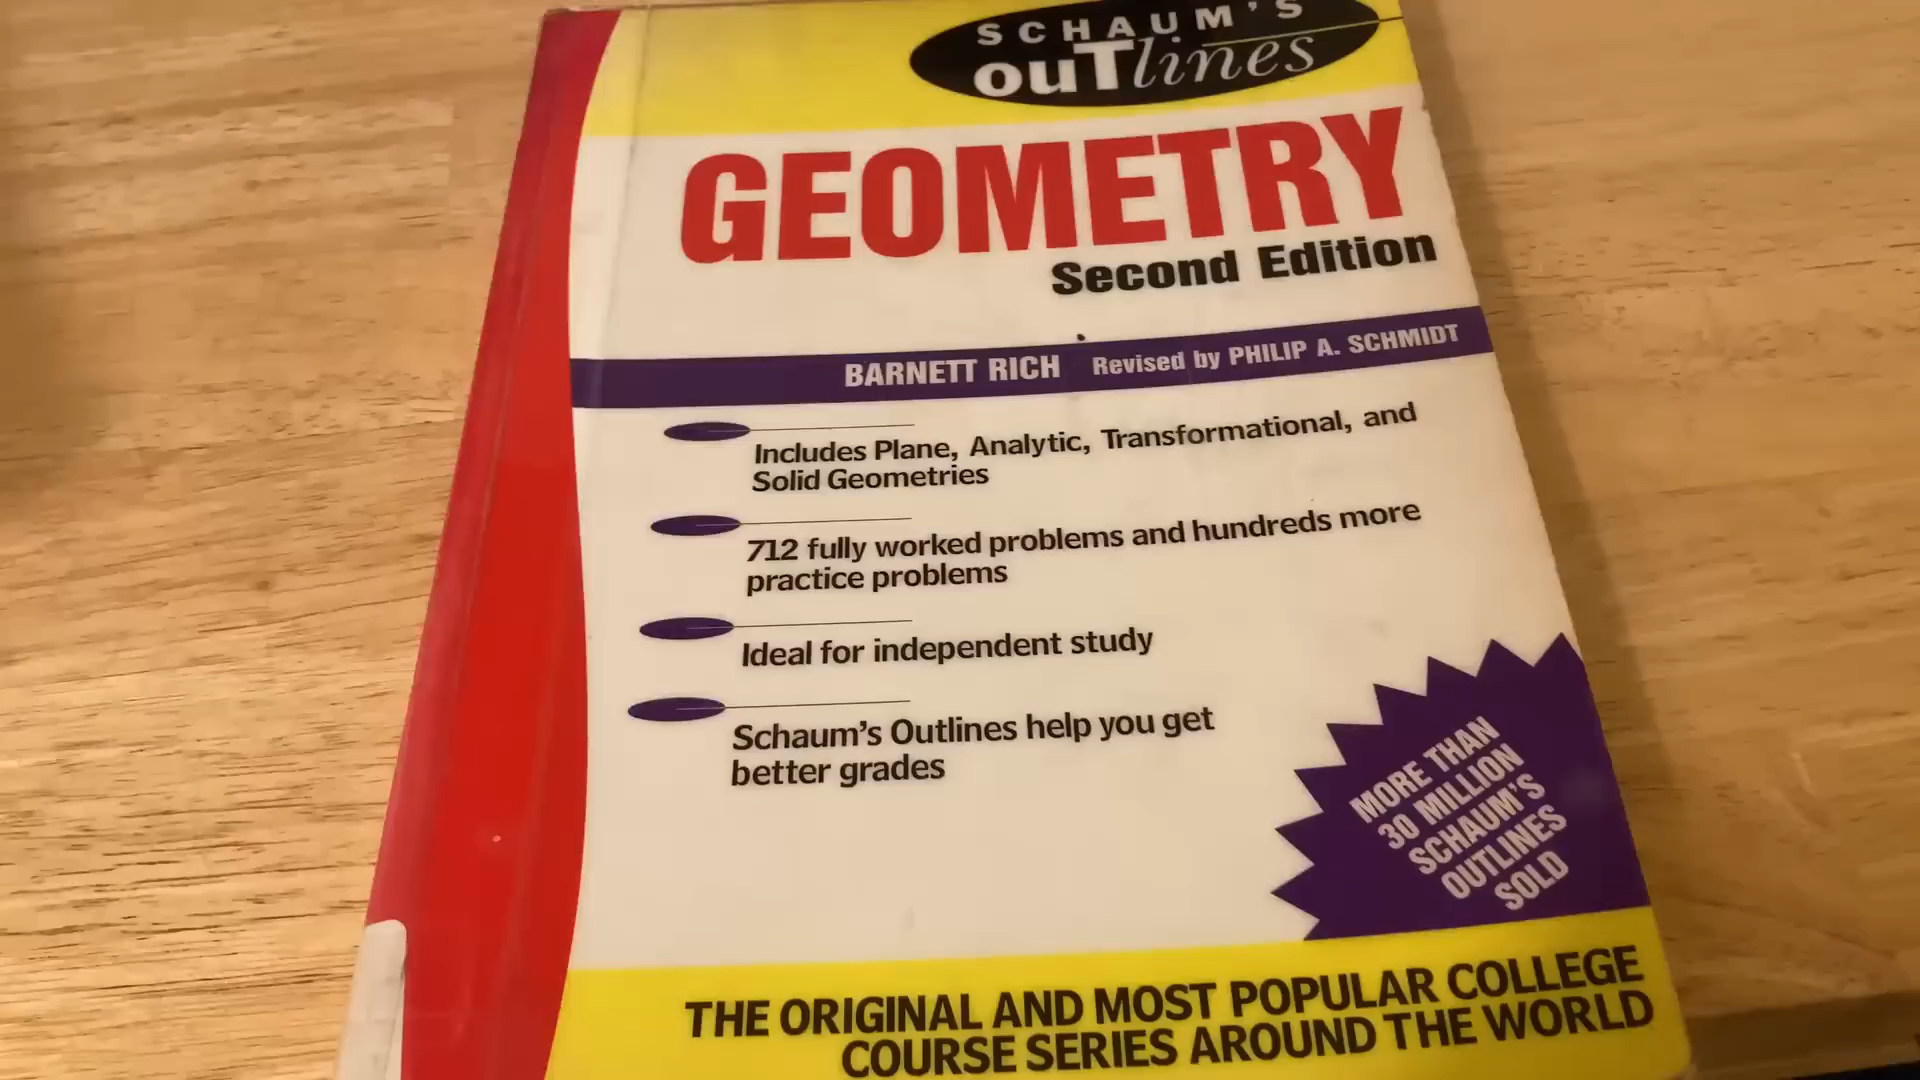 SCHAUM'S
ouTlines
GEOMETRY
Second Edition
BARNETT RICH Revised by PHILIP A. SCHMIDT
Includes Plane, Analytic, Transformational, and
Solid Geometries
712 fully worked problems and hundreds more
practice problems
Ideal for independent study
Schaum's Outlines help you get
better grades
MORE THAN
30 MILLION
SCHAUM'S
OUTLINES
SOLD
THE ORIGINAL AND MOST POPULAR COLLEGE
COURSE SERIES AROUND THE WORLD